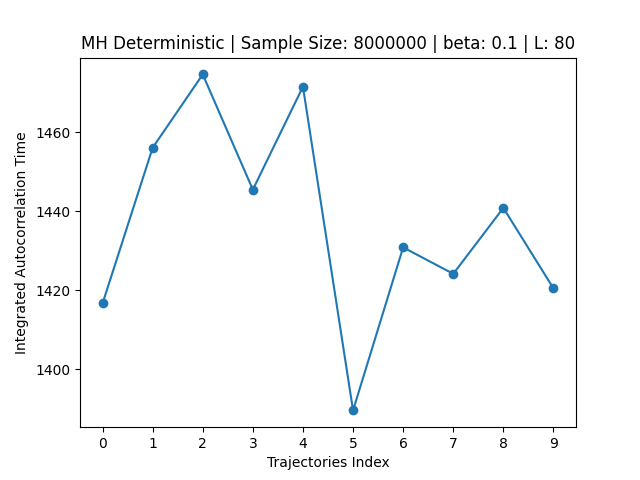 MH Deterministic | Sample Size: 8000000 | beta: 0.1 | L: 80
Integrated Autocorrelation Time
1460
1440
1420
1400
0 1 2 3 4 5 6 7 8 9
Trajectories Index